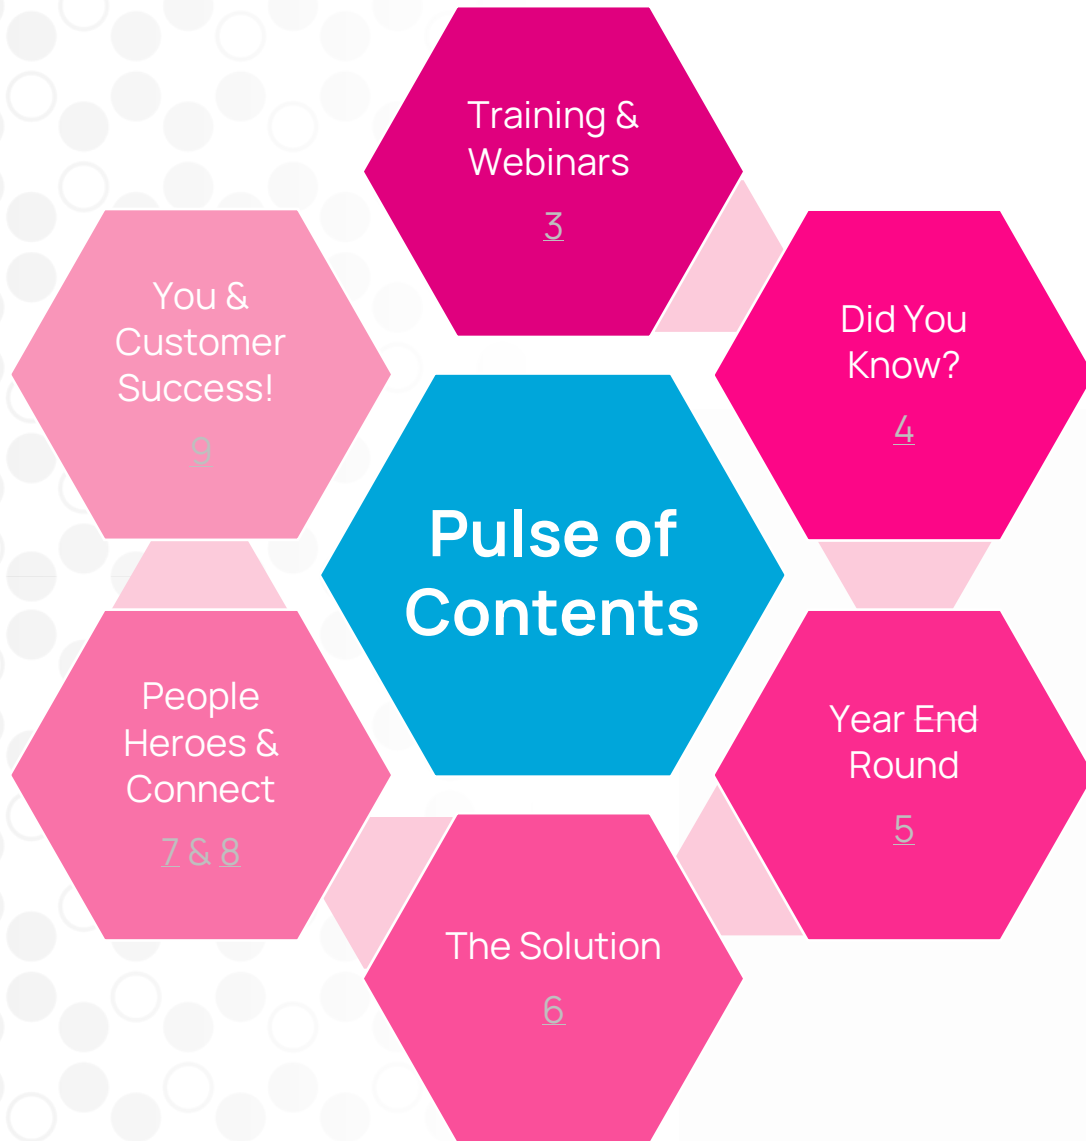 Training &
Webinars
3
Did You
Know?
4
Year End
Round
5
The Solution
6
People
Heroes &
Connect
7 & 8
You &
Customer
Success!
9
Pulse of
Contents